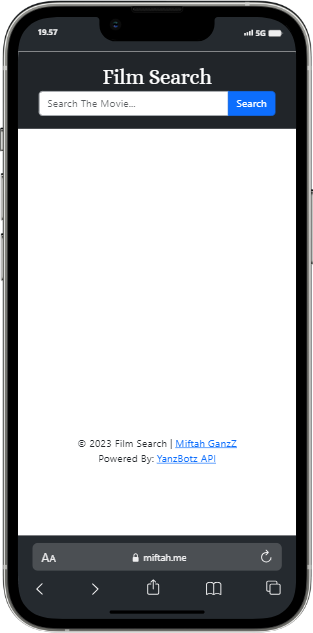 19.57 5G
Film Search
Search The Movie...
Search
© 2023 Film Search | Miftah GanzZ
Powered By: YanzBotz API
AA miftah.me